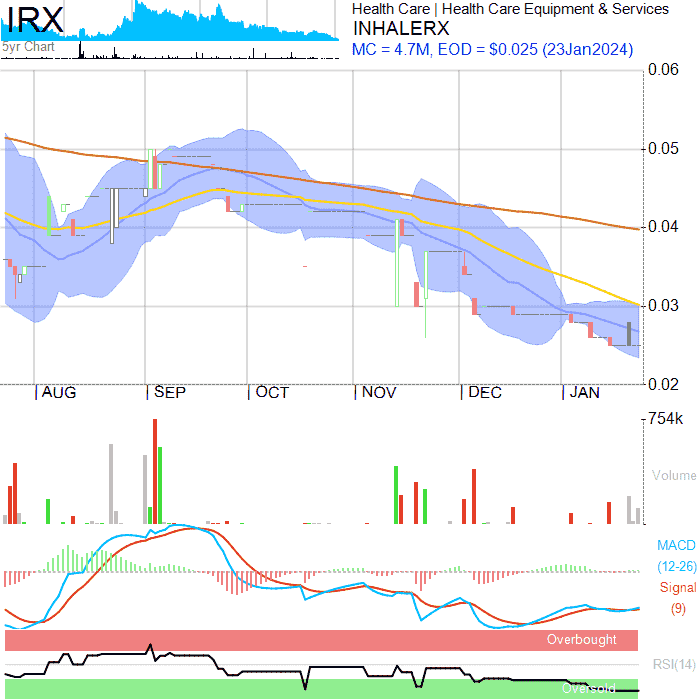 IRX
5yr Chart
Health Care | Health Care Equipment & Services
INHALERX
MC = 4.7M, EOD = $0.025 (23Jan2024)
0.06
0.05
0.04
0.03
0.02
| AUG | SEP | OCT | NOV | DEC | JAN
754k
Volume
MACD
(12-26)
Signal
(9)
Overbought
RSI(14)
Oversold